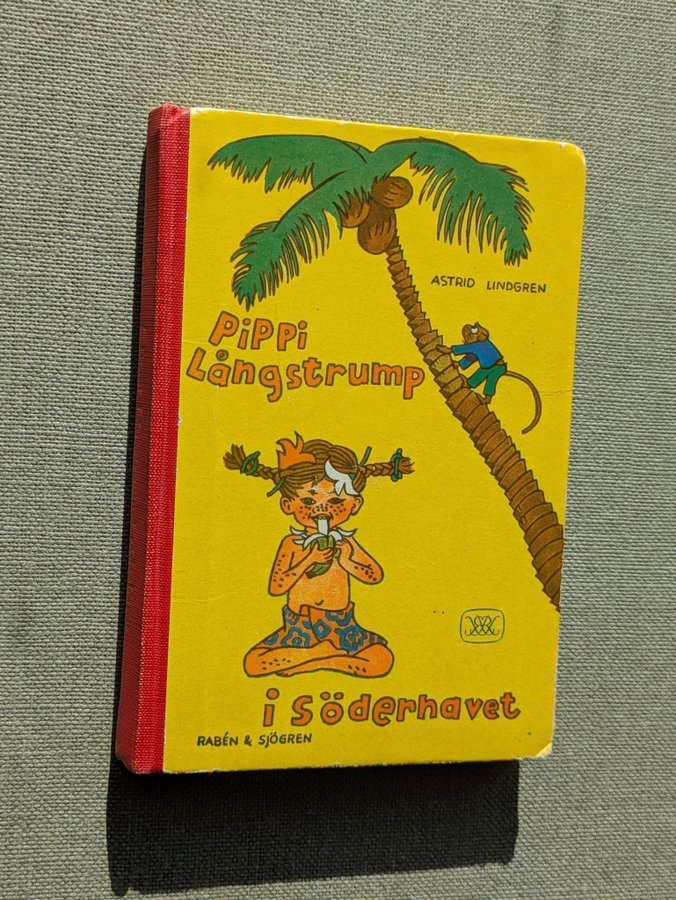 ASTRID LINDGREN
PiPPi
Långstrump
i Söderhavet
RABÉN & SJÖGREN